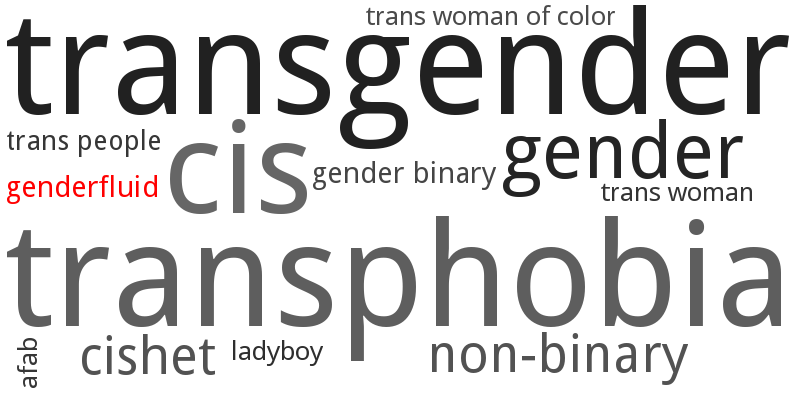 trans woman of color
transgender
trans people
cis
gender binary
gender
genderfluid
trans woman
transphobia
afab
cishet
ladyboy
non-binary